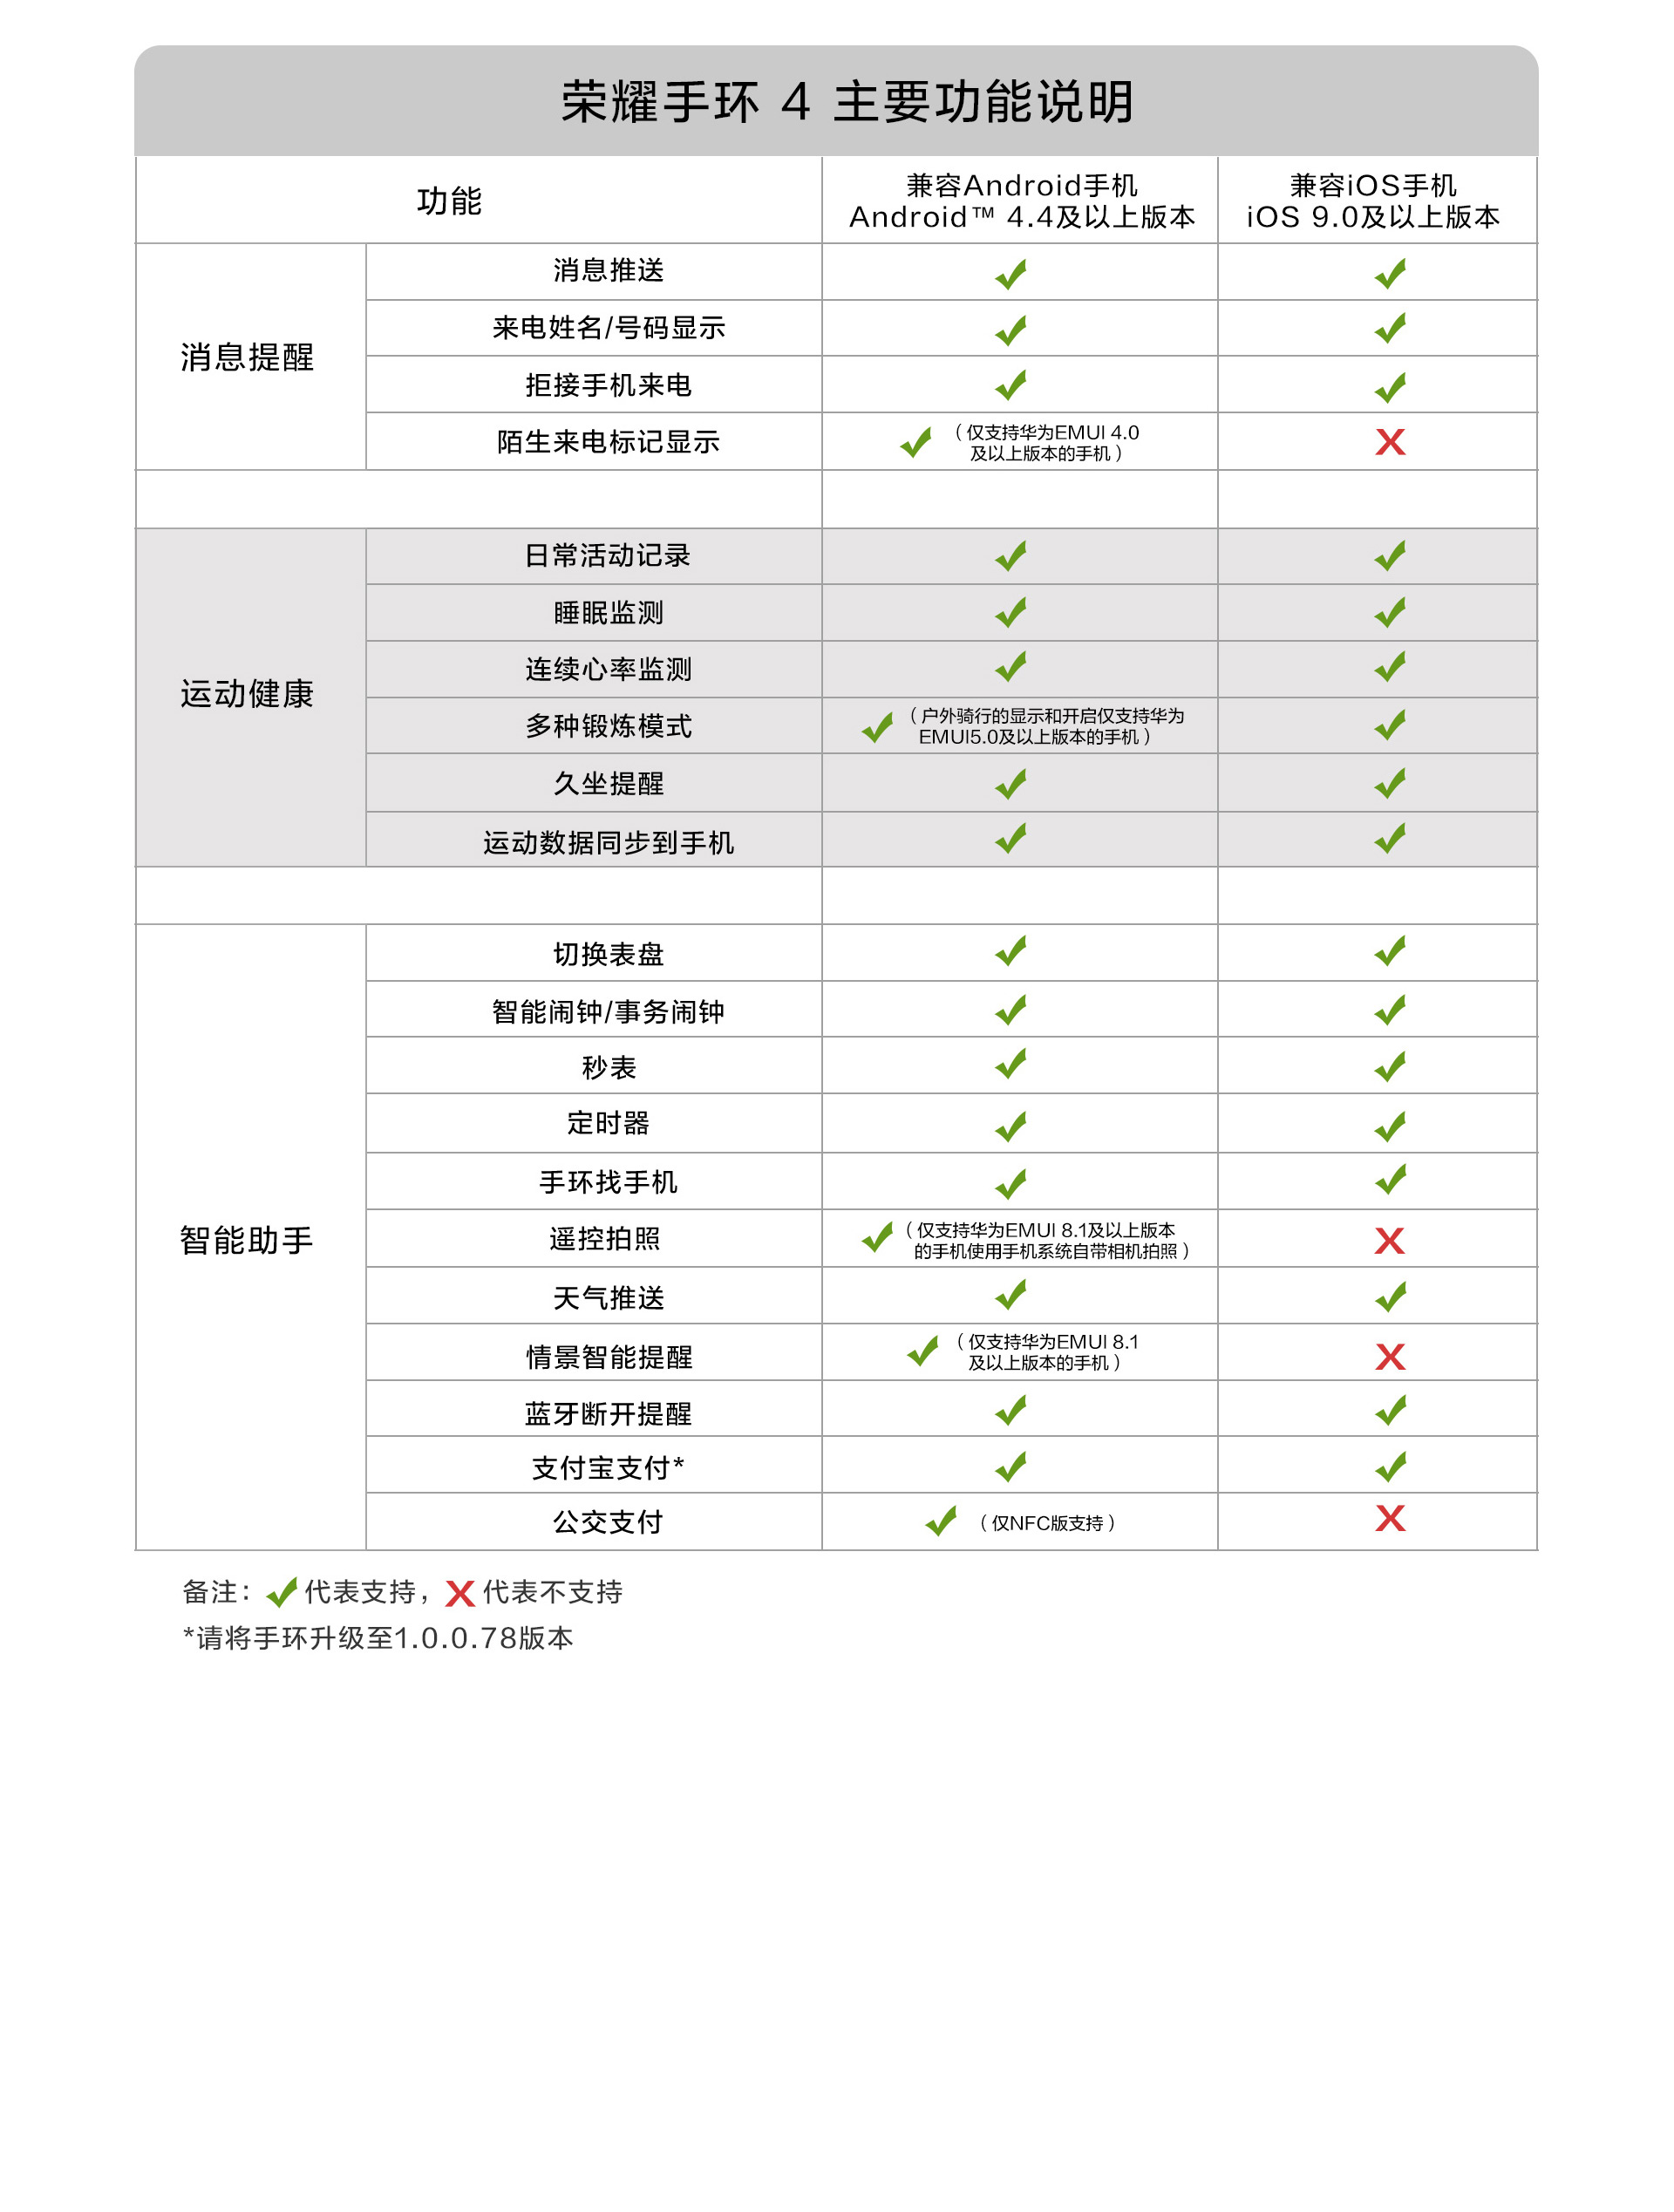 荣耀手环 4 主要功能说明
功能
兼容Android手机
Android™ 4.4及以上版本
兼容iOS手机
iOS 9.0及以上版本
消息提醒
消息推送
来电姓名/号码显示
拒接手机来电
陌生来电标记显示
（仅支持华为EMUI 4.0
及以上版本的手机）
运动健康
日常活动记录
睡眠监测
连续心率监测
多种锻炼模式
（户外骑行的显示和开启仅支持华为
EMUI5.0及以上版本的手机）
久坐提醒
运动数据同步到手机
智能助手
切换表盘
智能闹钟/事务闹钟
秒表
定时器
手环找手机
遥控拍照
（仅支持华为EMUI 8.1及以上版本
的手机使用手机系统自带相机拍照）
天气推送
情景智能提醒
（仅支持华为EMUI 8.1
及以上版本的手机）
蓝牙断开提醒
支付宝支付*
公交支付
（仅NFC版支持）
备注：代表支持，代表不支持
*请将手环升级至1.0.0.78版本